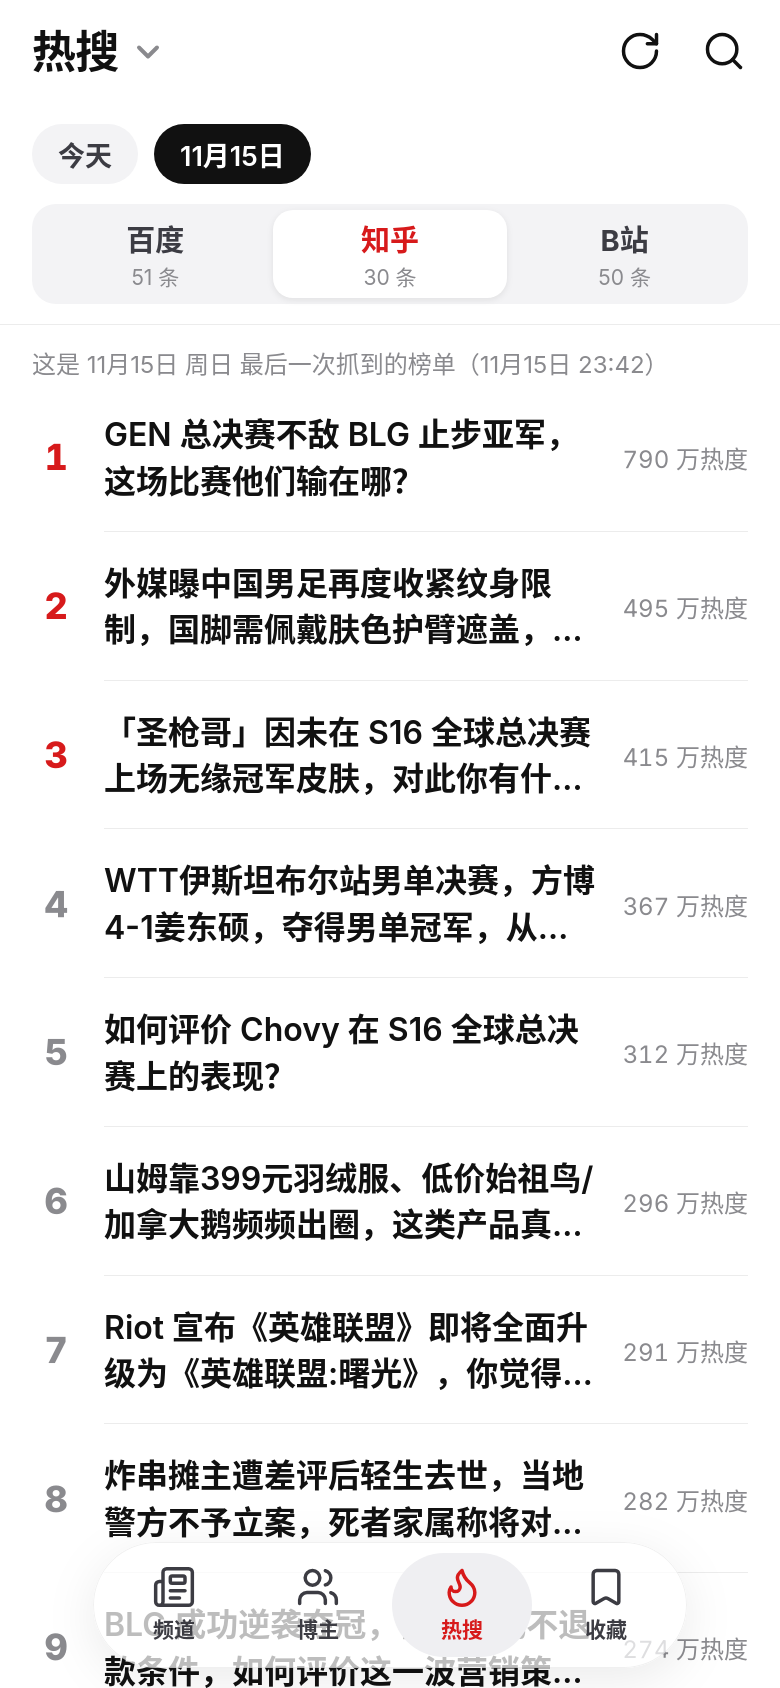 热搜
今天
11月15日
百度
51 条
知乎
30 条
B站
50 条
这是 11月15日 周日 最后一次抓到的榜单（11月15日 23:42）
1
GEN 总决赛不敌 BLG 止步亚军，
这场比赛他们输在哪？
790 万热度
2
外媒曝中国男足再度收紧纹身限
制，国脚需佩戴肤色护臂遮盖，...
495 万热度
3
「圣枪哥」因未在 S16 全球总决赛
上场无缘冠军皮肤，对此你有什...
415 万热度
4
WTT伊斯坦布尔站男单决赛，方博
4-1姜东硕，夺得男单冠军，从...
367 万热度
5
如何评价 Chovy 在 S16 全球总决
赛上的表现？
312 万热度
6
山姆靠399元羽绒服、低价始祖鸟/
加拿大鹅频频出圈，这类产品真...
296 万热度
7
Riot 宣布《英雄联盟》即将全面升
级为《英雄联盟:曙光》，你觉得...
291 万热度
8
炸串摊主遭差评后轻生去世，当地
警方不予立案，死者家属称将对...
282 万热度
9
BLG 成功逆袭夺冠，不退
款条件，如何评价这一波营销策...
274 万热度
频道
博主
热搜
收藏